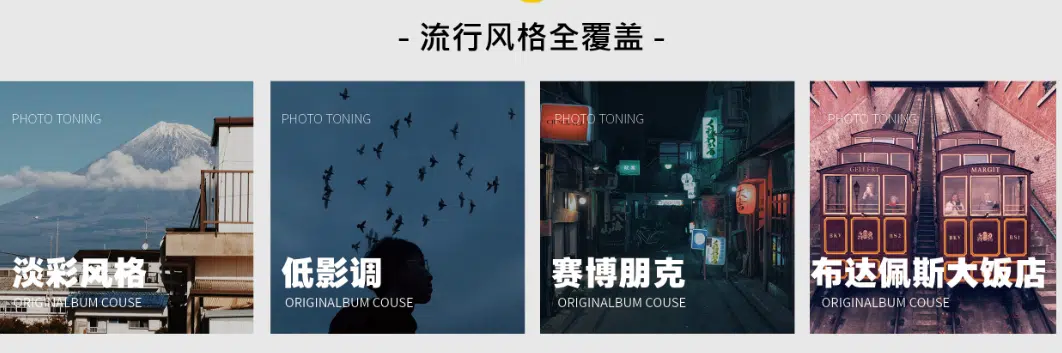 - 流行风格全覆盖 -
PHOTO TONING
淡彩风格
ORIGINALBUM COUSE
PHOTO TONING
低影调
ORIGINALBUM COUSE
PHOTO TONING
赛博朋克
ORIGINALBUM COUSE
PHOTO TONING
GELLERT
MARGIT
布达佩斯大饭店
ORIGINALBUM COUSE